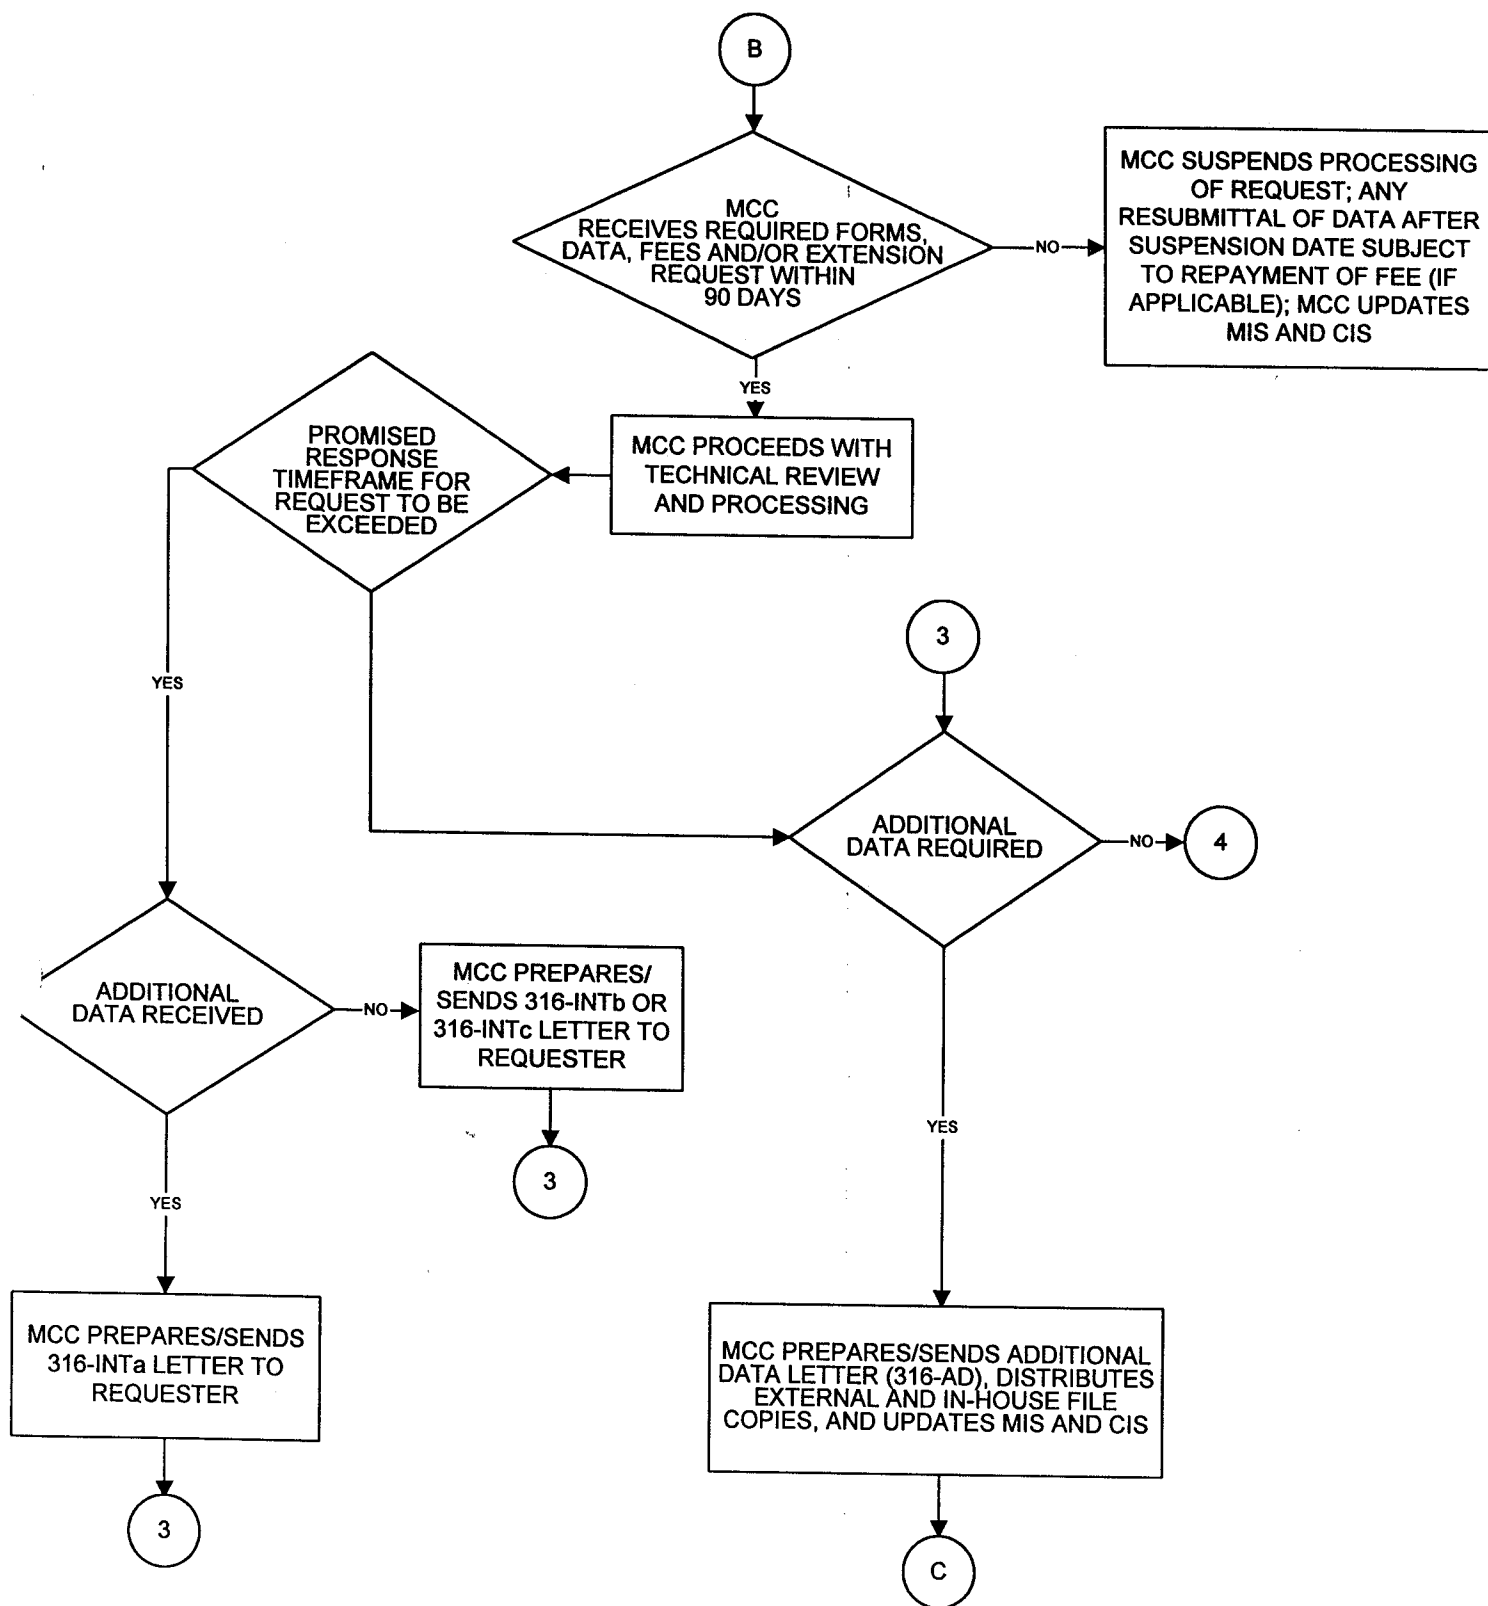 B
MCC
RECEIVES REQUIRED FORMS,
DATA, FEES AND/OR EXTENSION
REQUEST WITHIN
90 DAYS
NO
MCC SUSPENDS PROCESSING
OF REQUEST; ANY
RESUBMITTAL OF DATA AFTER
SUSPENSION DATE SUBJECT
TO REPAYMENT OF FEE (IF
APPLICABLE); MCC UPDATES
MIS AND CIS
YES
MCC PROCEEDS WITH
TECHNICAL REVIEW
AND PROCESSING
PROMISED
RESPONSE
TIMEFRAME FOR
REQUEST TO BE
EXCEEDED
YES
3
ADDITIONAL
DATA REQUIRED
NO
4
ADDITIONAL
DATA RECEIVED
NO
MCC PREPARES/
SENDS 316-INTb OR
316-INTc LETTER TO
REQUESTER
3
YES
YES
MCC PREPARES/SENDS
316-INTa LETTER TO
REQUESTER
3
MCC PREPARES/SENDS ADDITIONAL
DATA LETTER (316-AD), DISTRIBUTES
EXTERNAL AND IN-HOUSE FILE
COPIES, AND UPDATES MIS AND CIS
C